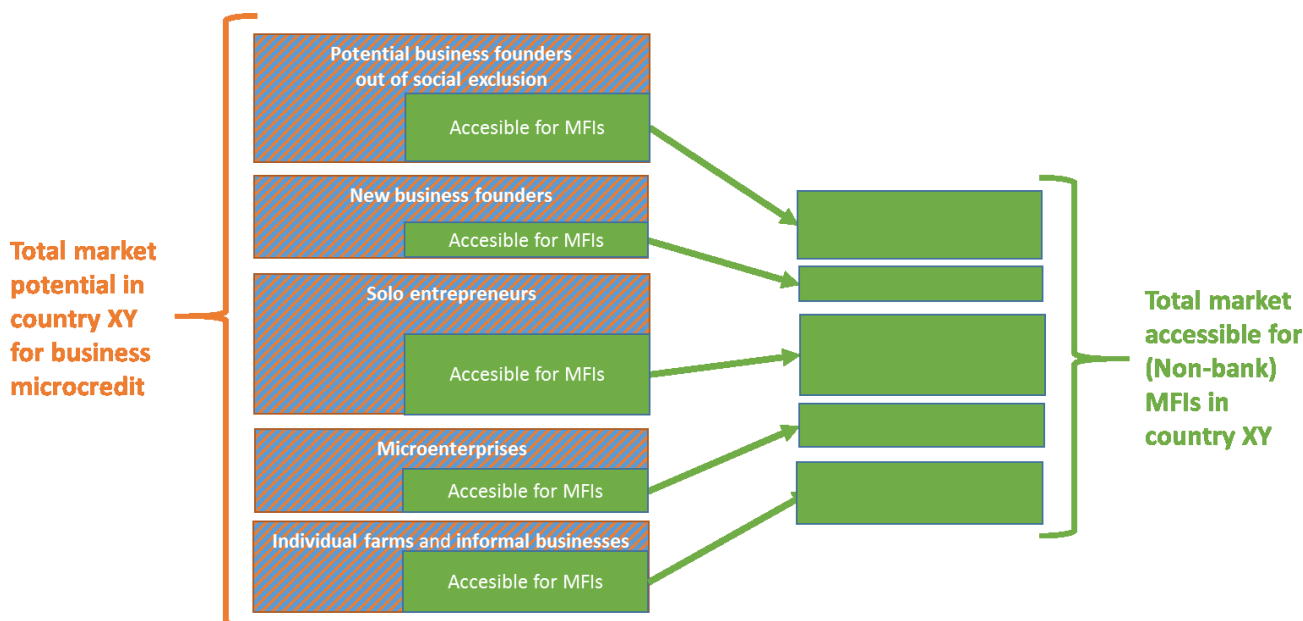 Total market
potential in
country XY
for business
microcredit
Potential business founders
out of social exclusion
Accesible for MFIs
New business founders
Accesible for MFIs
Solo entrepreneurs
Accesible for MFIs
Microenterprises
Accesible for MFIs
Individual farms and informal businesses
Accesible for MFIs
Total market
accessible for
(Non-bank)
MFIs in
country XY